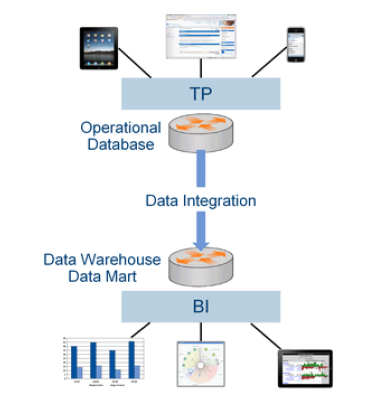 TP
Operational
Database
Data Integration
Data Warehouse
Data Mart
BI